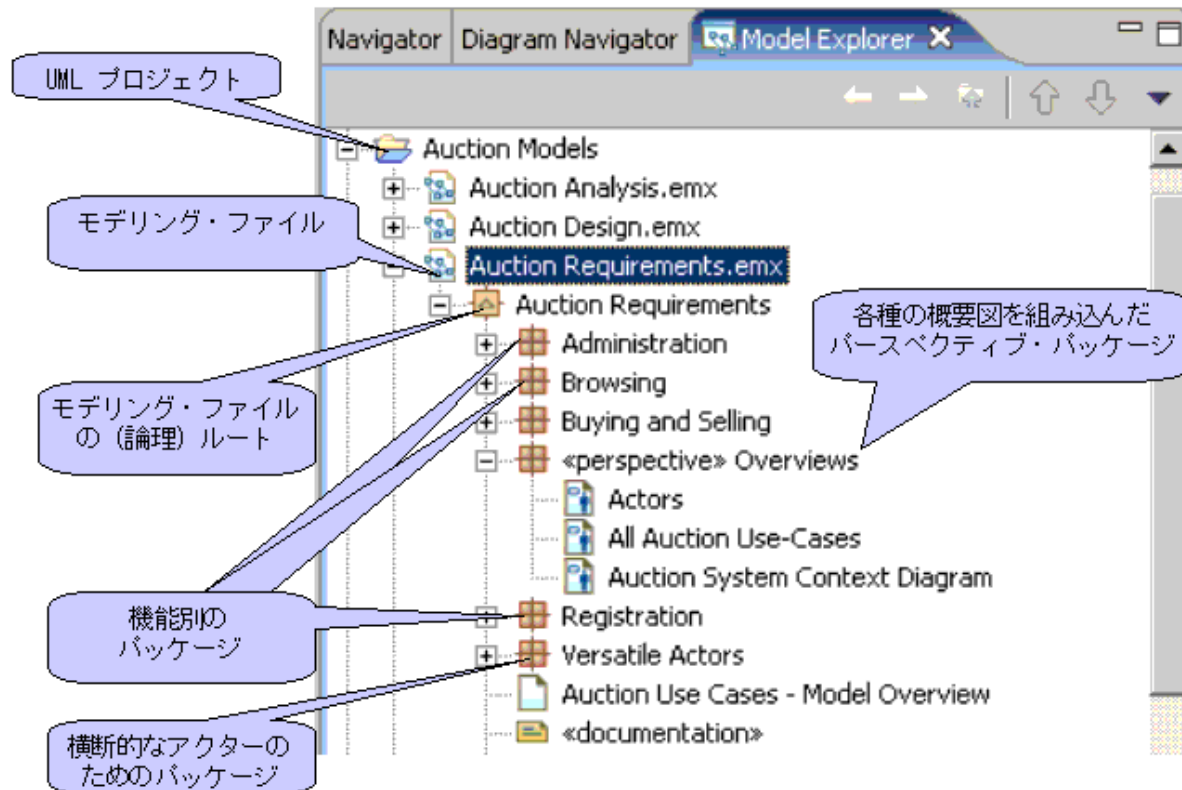 Navigator
Diagram Navigator
Model Explorer
UML プロジェクト
Auction Models
Auction Analysis.emx
モデリング・ファイル
Auction Design.emx
Auction Requirements.emx
Auction Requirements
各種の概要図を組み込んだ
パースペクティブ・パッケージ
Administration
Browsing
モデリング・ファイル
の（論理）ルート
Buying and Selling
«perspective» Overviews
Actors
All Auction Use-Cases
Auction System Context Diagram
機能別の
パッケージ
Registration
Versatile Actors
Auction Use Cases - Model Overview
横断的なアクターの
ためのパッケージ
«documentation»